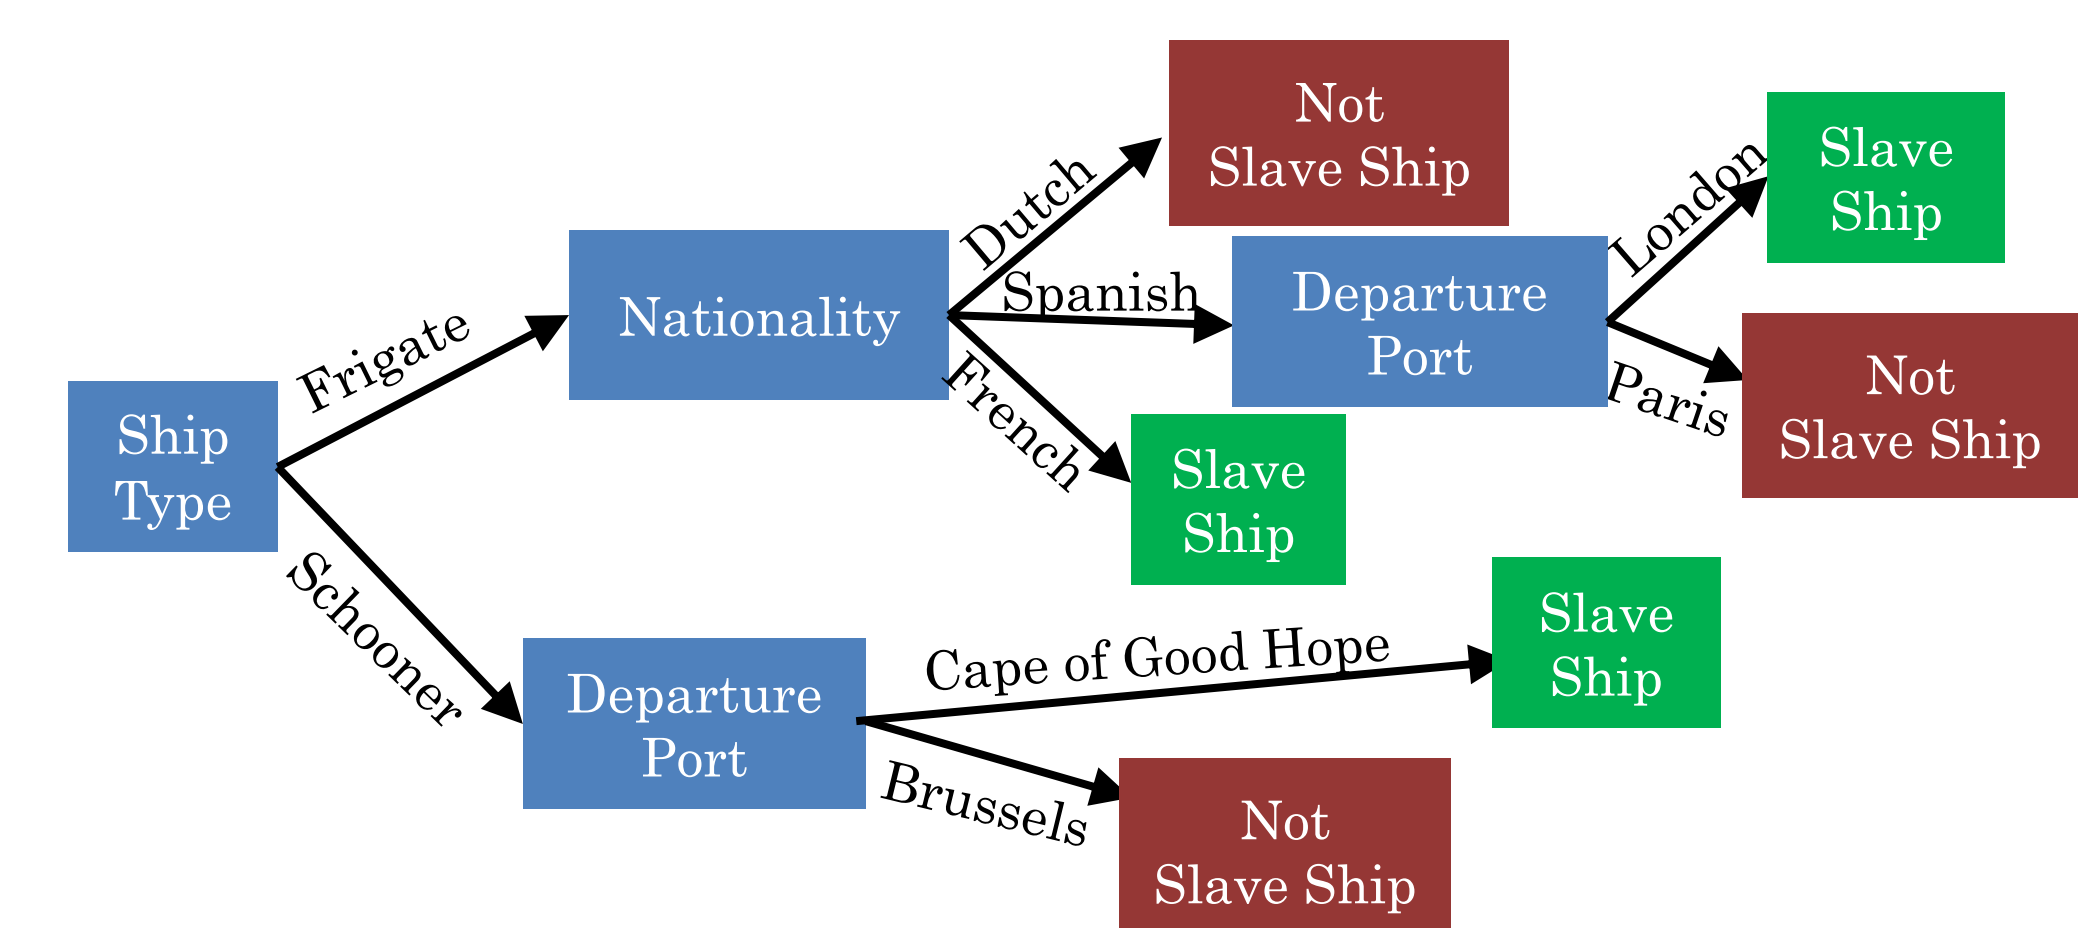 Ship
Type
Frigate
Schooner
Nationality
Dutch
Spanish
French
Not
Slave Ship
Departure
Port
London
Paris
Slave
Ship
Not
Slave Ship
Slave
Ship
Departure
Port
Cape of Good Hope
Brussels
Slave
Ship
Not
Slave Ship